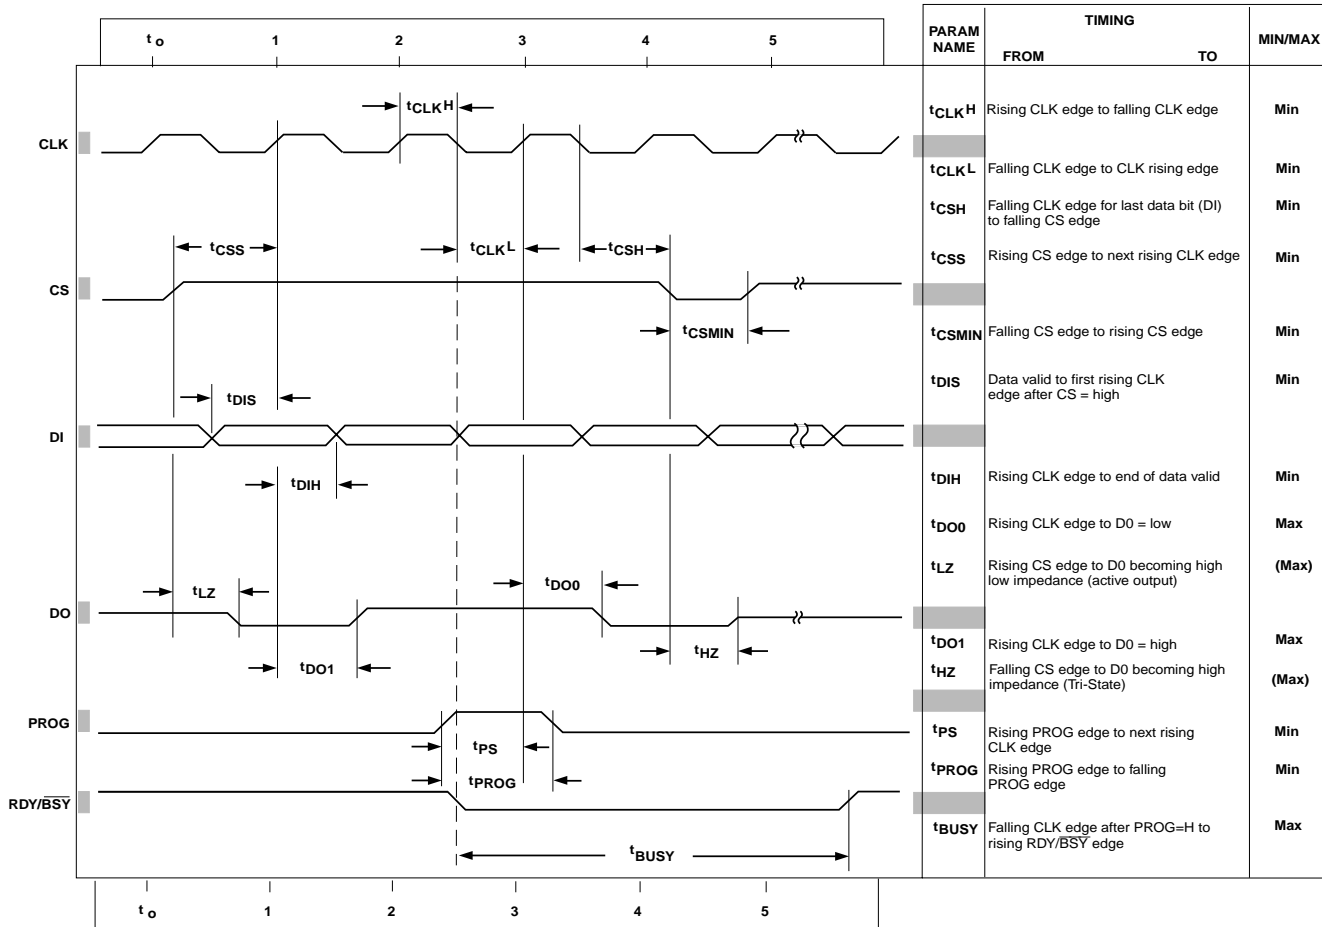 to 1 2 3 4 5
PARAM NAME
TIMING
FROM TO
MIN/MAX
tCLKH
CLK
tCSS
tCLKL
tCSH
CS
tCSMIN
tDIS
DI
tDIH
tLZ
tDO0
DO
tDO1
tHZ
PROG
tPS
tPROG
RDY/BSY
tBUSY
to 1 2 3 4 5
tCLKH Rising CLK edge to falling CLK edge Min
tCLKL Falling CLK edge to CLK rising edge Min
tCSH Falling CLK edge for last data bit (DI) Min
to falling CS edge
tCSS Rising CS edge to next rising CLK edge Min
tCSMIN Falling CS edge to rising CS edge Min
tDIS Data valid to first rising CLK Min
edge after CS = high
tDIH Rising CLK edge to end of data valid Min
tDO0 Rising CLK edge to D0 = low Max
tLZ Rising CS edge to D0 becoming high (Max)
low impedance (active output)
tDO1 Rising CLK edge to D0 = high Max
tHZ Falling CS edge to D0 becoming high (Max)
impedance (Tri-State)
tPS Rising PROG edge to next rising Min
CLK edge
tPROG Rising PROG edge to falling Min
PROG edge
tBUSY Falling CLK edge after PROG=H to Max
rising RDY/BSY edge